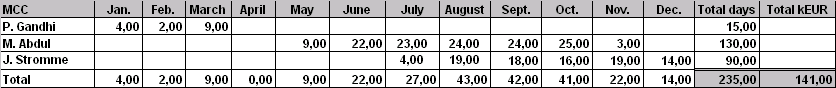 MCC Jan. Feb. March April May June July August Sept. Oct. Nov. Dec. Total days Total kEUR
P. Gandhi 4,00 2,00 9,00 15,00
M. Abdul 9,00 22,00 23,00 24,00 24,00 25,00 3,00 130,00
J. Stromme 4,00 19,00 18,00 16,00 19,00 14,00 90,00
Total 4,00 2,00 9,00 0,00 9,00 22,00 27,00 43,00 42,00 41,00 22,00 14,00 235,00 141,00